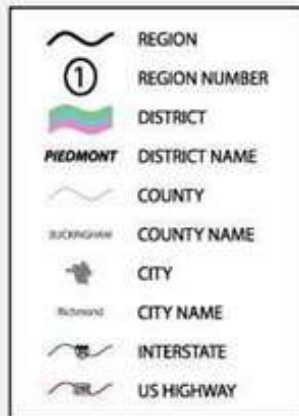 REGION
1 REGION NUMBER
DISTRICT
PIEDMONT DISTRICT NAME
COUNTY
BUCKINGHAM COUNTY NAME
CITY
Richmond CITY NAME
INTERSTATE
US HIGHWAY